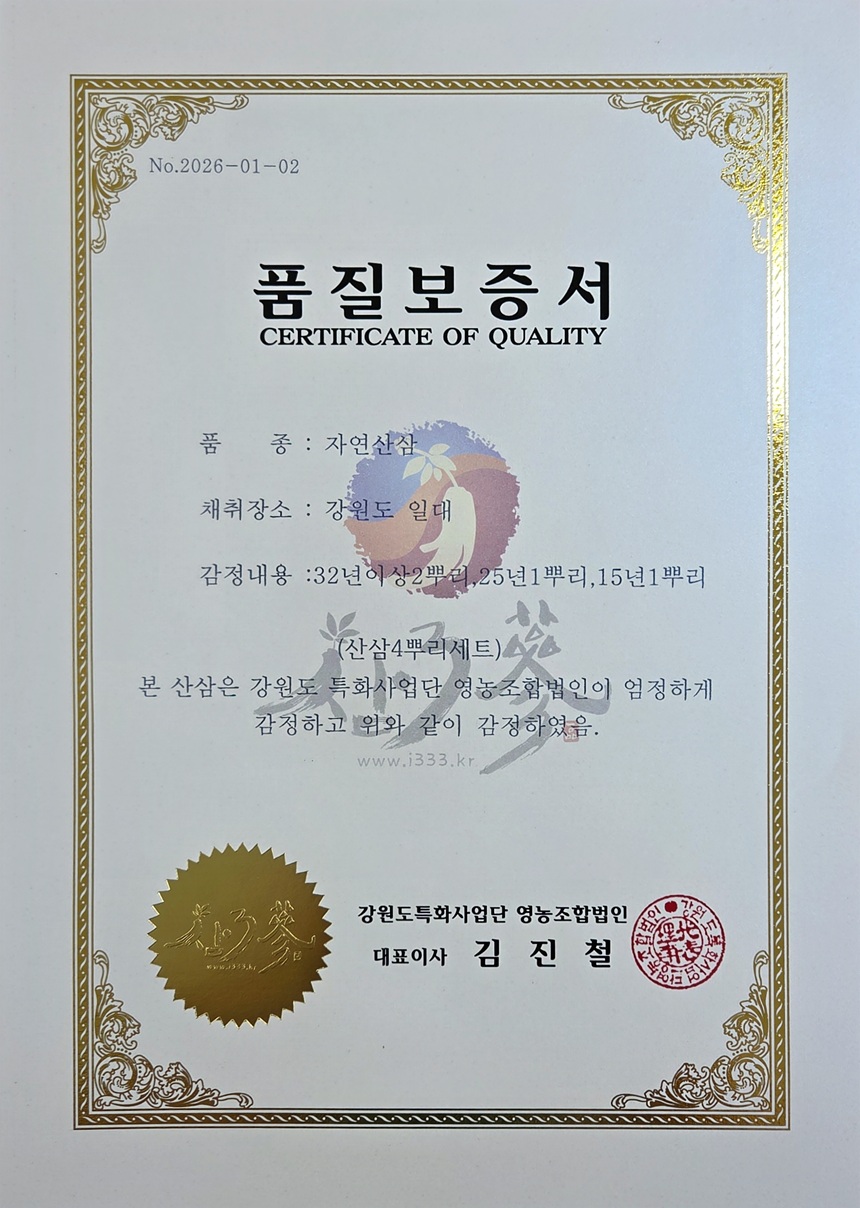 No.2026-01-02
품질보증서
CERTIFICATE OF QUALITY
품 종 : 자연산삼
채취장소 : 강원도 일대
감정내용 :32년이상2뿌리,25년1뿌리,15년1뿌리
(산삼4뿌리세트)
본 산삼은 강원도 특화사업단 영농조합법인이 엄정하게
감정하고 위와 같이 감정하였음.
www.i333.kr
강원도특화사업단 영농조합법인
대표이사 김 진 철
www.i333.kr